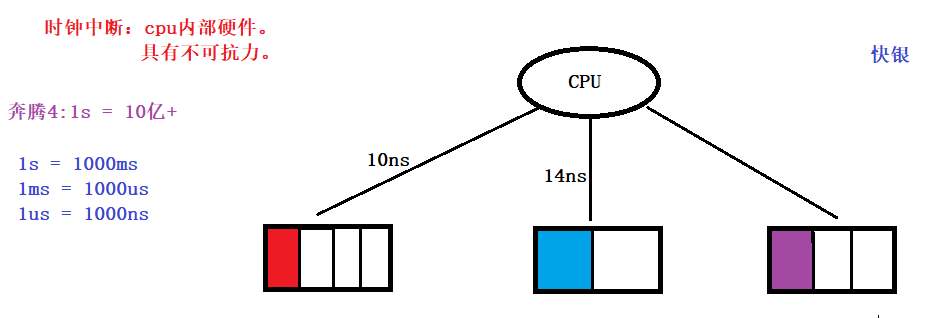 时钟中断：cpu内部硬件。
具有不可抗力。
快银
CPU
奔腾4:1s = 10亿+
1s = 1000ms
1ms = 1000us
1us = 1000ns
10ns
14ns